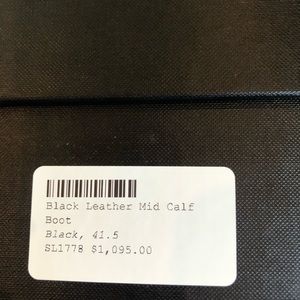 Black Leather Mid Calf
Boot
Black, 41.5
SL1778 $1,095.00